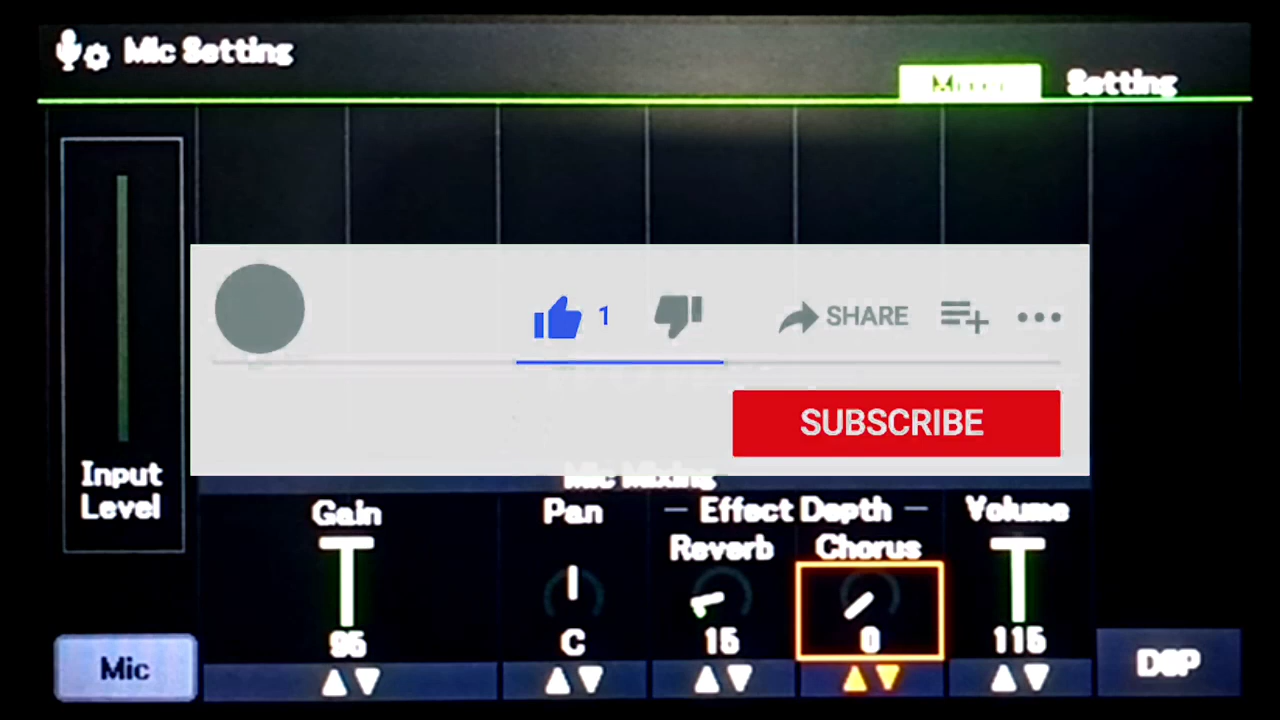 Mic Setting
Setting
1
SHARE
SUBSCRIBE
Mic Mixing
Input
Level
Gain
Pan
Effect Depth
Volume
Reverb
Chorus
95
C
15
0
115
Mic
DSP